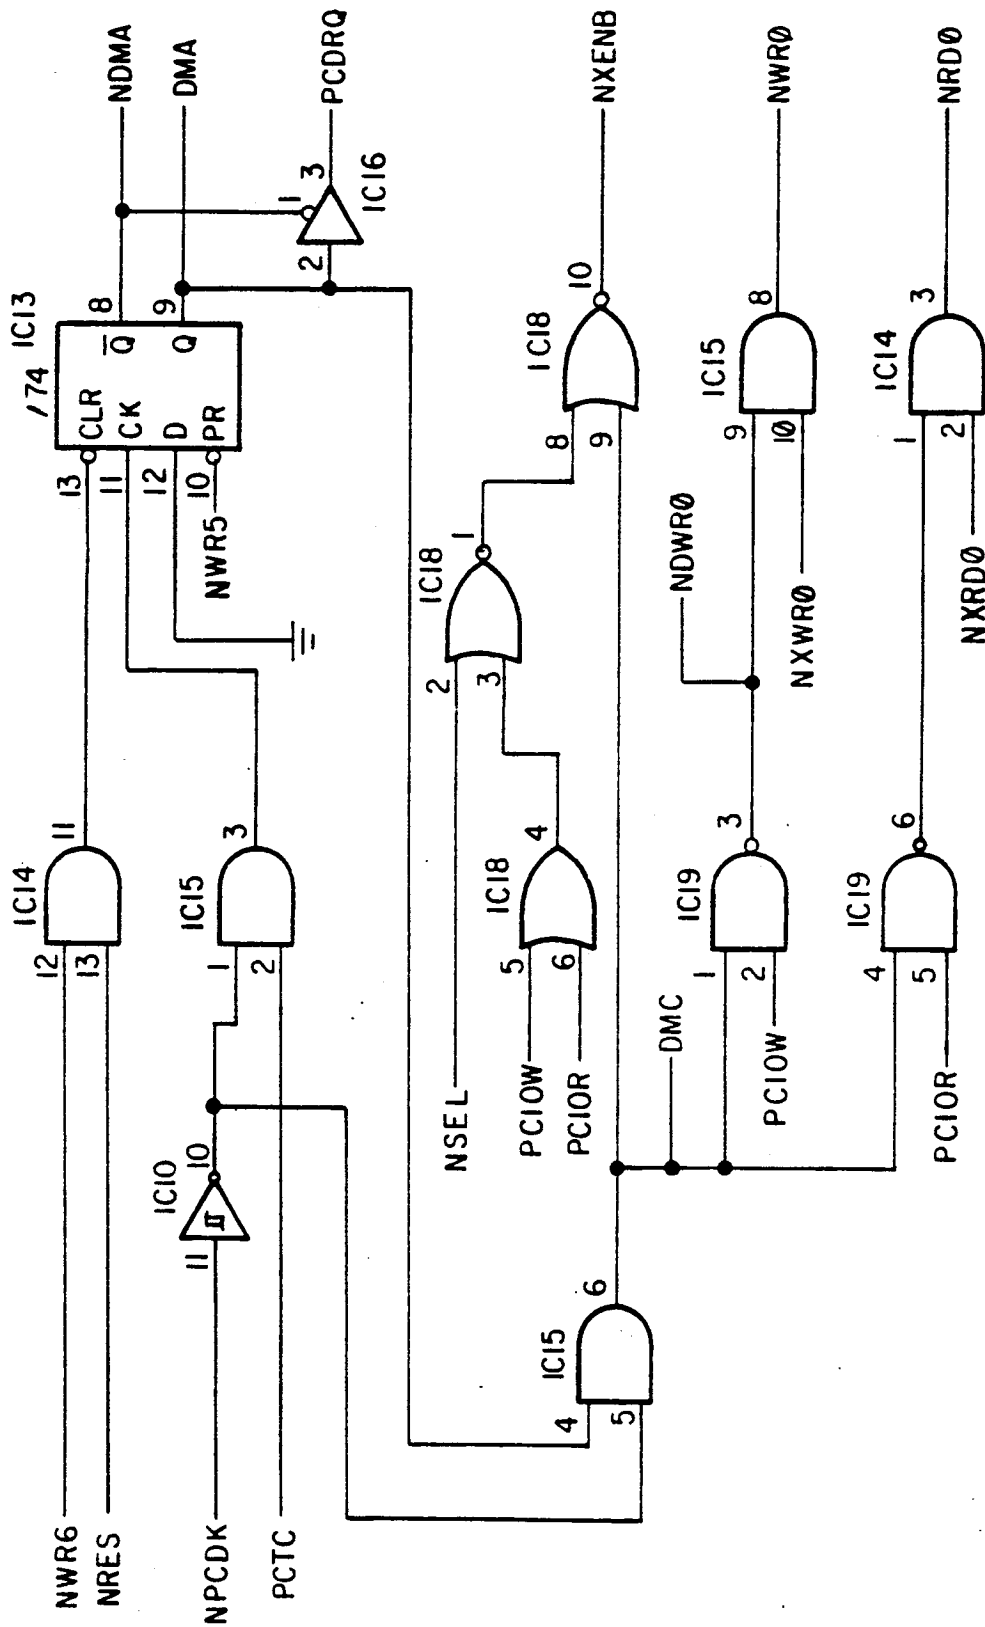 NWR6
NRES
NPCDK
PCTC
12
13
IC14
11
11
IC10
10
1
2
IC15
3
13
11
12
10
NWR5
/74
IC13
CLR
CK
D
PR
Q
Q
8
9
NDMA
DMA
1
2
3
IC16
PCDRQ
NSEL
2
3
IC18
1
PCIOW
PCIOR
5
6
IC18
4
8
9
IC18
10
NXENB
4
5
IC15
6
DMC
1
2
PCIOW
IC19
3
NDWRØ
9
10
NXWRØ
IC15
8
NWRØ
4
5
PCIOR
IC19
6
1
2
NXRDØ
IC14
3
NRDØ